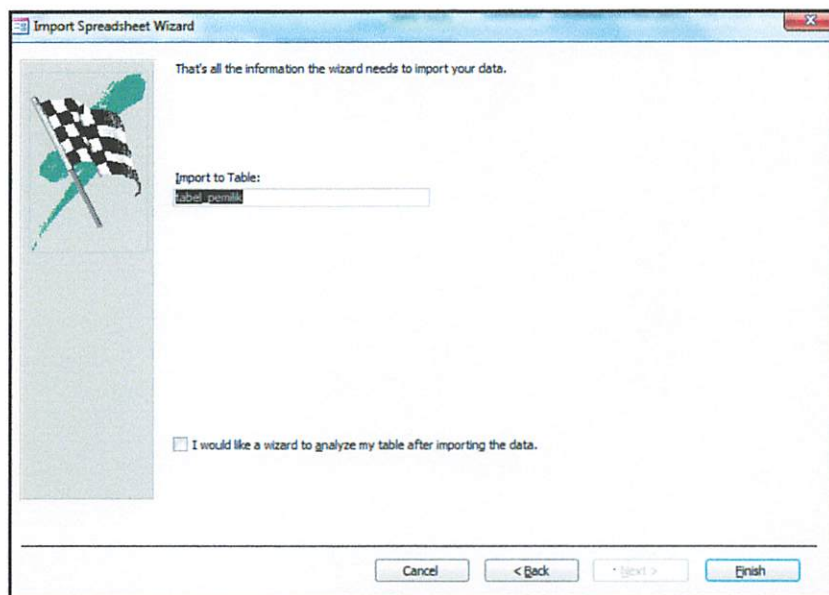 Import Spreadsheet Wizard
That's all the information the wizard needs to import your data.
Import to Table:
tabel_pemilik
I would like a wizard to analyze my table after importing the data.
Cancel
< Back
Next >
Finish